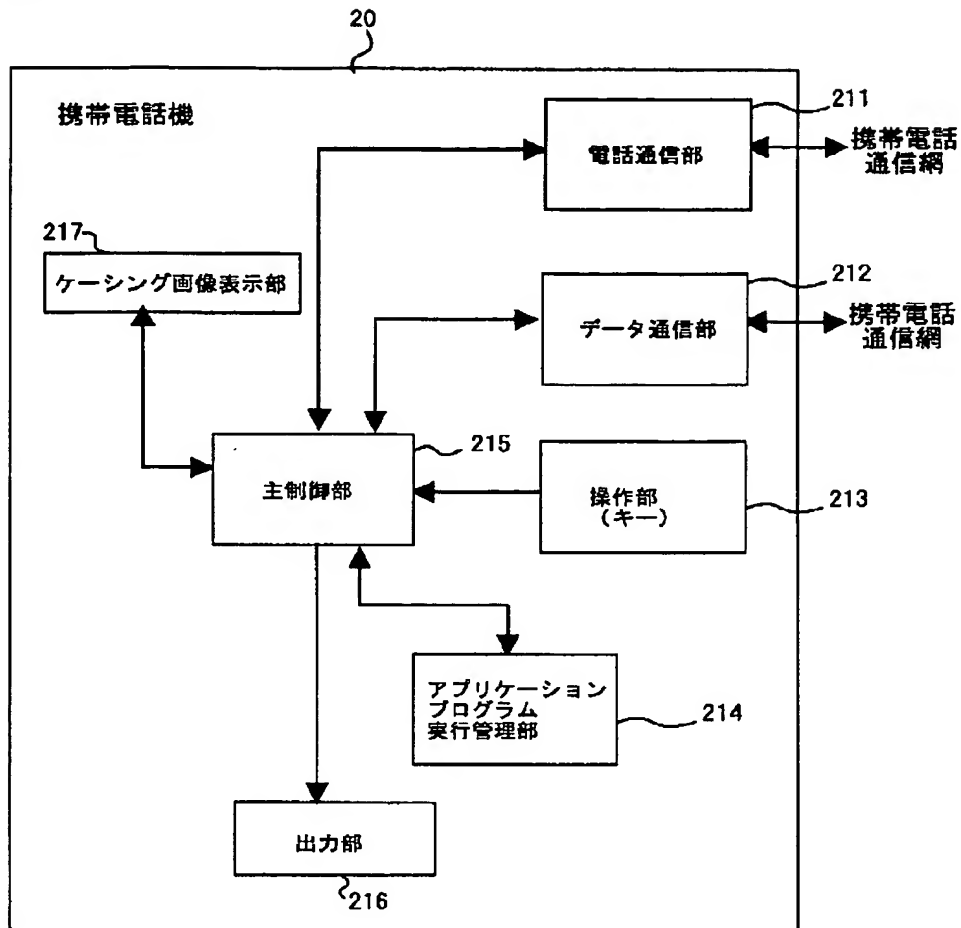 20
携帯電話機
211
電話通信部
携帯電話
通信網
217
ケーシング画像表示部
212
データ通信部
携帯電話
通信網
215
主制御部
操作部
(キー)
213
アプリケーション
プログラム
実行管理部
214
出力部
216